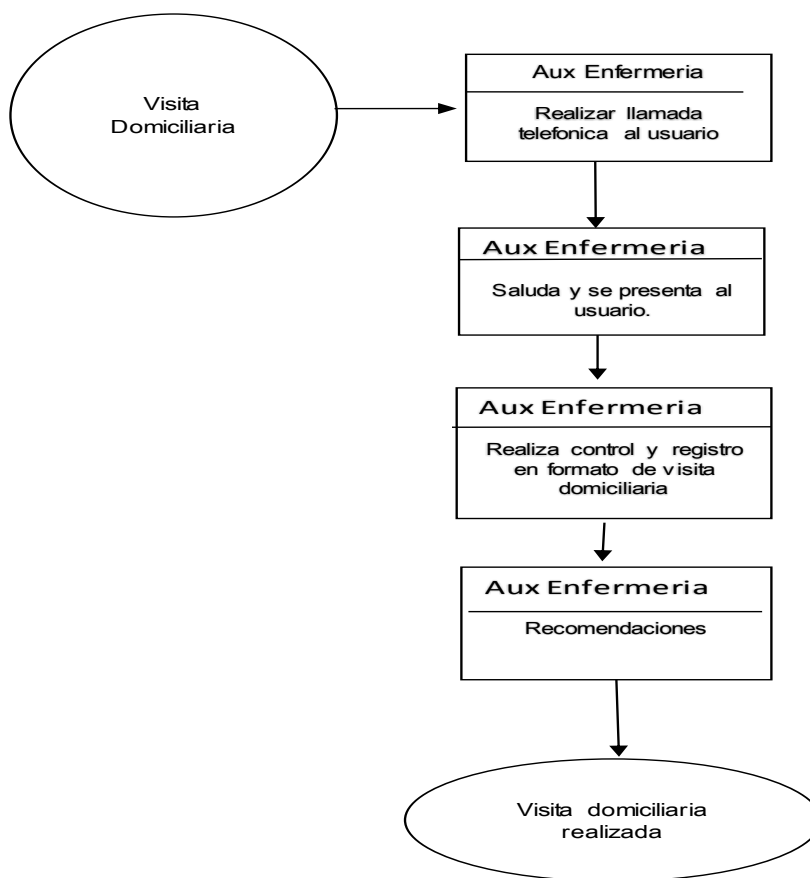 Visita
Domiciliaria
Aux Enfermeria
Realizar llamada
telefonica al usuario
Aux Enfermeria
Saluda y se presenta al
usuario.
Aux Enfermeria
Realiza control y registro
en formato de visita
domiciliaria
Aux Enfermeria
Recomendaciones
Visita domiciliaria
realizada